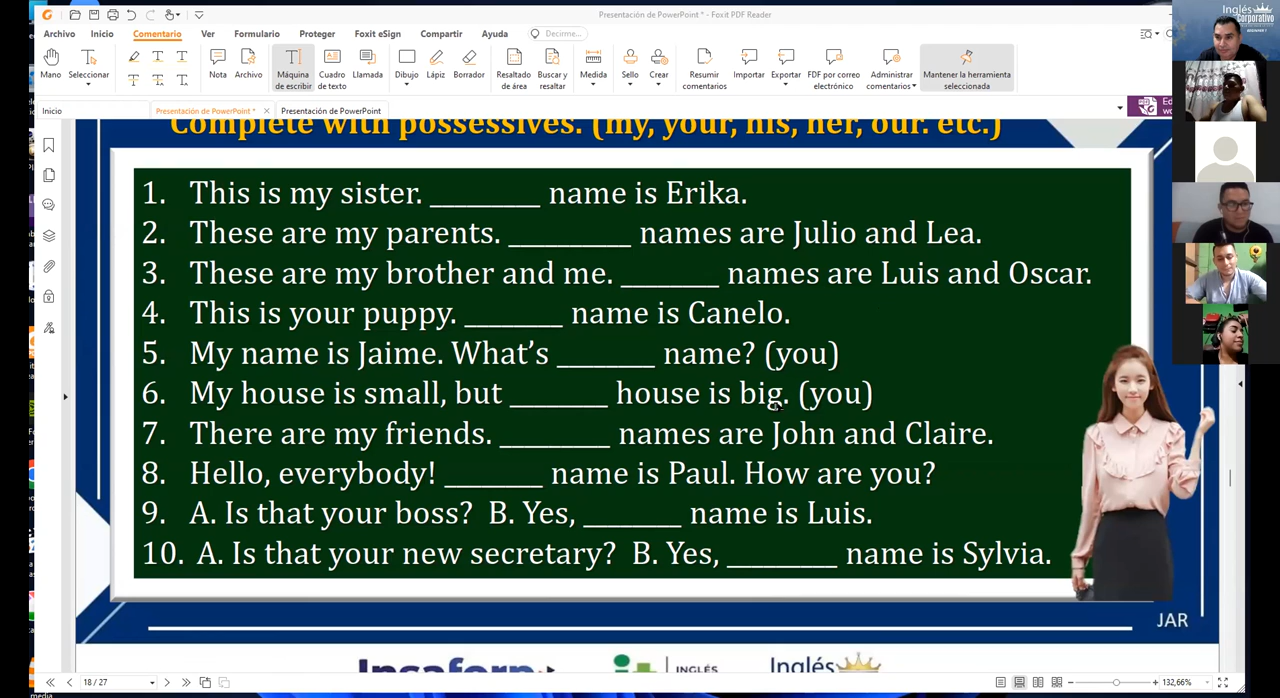 Presentación de PowerPoint * - Foxit PDF Reader
Inglés
Corporativo
BEGINNER 1
Archivo Inicio Comentario Ver Formulario Proteger Foxit eSign Compartir Ayuda Decirme...
Mano
Seleccionar
Nota
Archivo
Máquina de escribir
Cuadro de texto
Llamada
Dibujo
Lápiz
Borrador
Resaltado de área
Buscar y resaltar
Medida
Sello
Crear
Resumir comentarios
Importar
Exportar
FDF por correo electrónico
Administrar comentarios
Mantener la herramienta seleccionada
Inicio Presentación de PowerPoint * Presentación de PowerPoint
Complete with possessives. (my, your, his, her, our. etc.)
1. This is my sister. _________ name is Erika.
2. These are my parents. __________ names are Julio and Lea.
3. These are my brother and me. ________ names are Luis and Oscar.
4. This is your puppy. ________ name is Canelo.
5. My name is Jaime. What’s ________ name? (you)
6. My house is small, but ________ house is big. (you)
7. There are my friends. _________ names are John and Claire.
8. Hello, everybody! ________ name is Paul. How are you?
9. A. Is that your boss? B. Yes, ________ name is Luis.
10. A. Is that your new secretary? B. Yes, _________ name is Sylvia.
JAR
Insaforp
INGLÉS
Inglés
18 / 27
132,66%
media